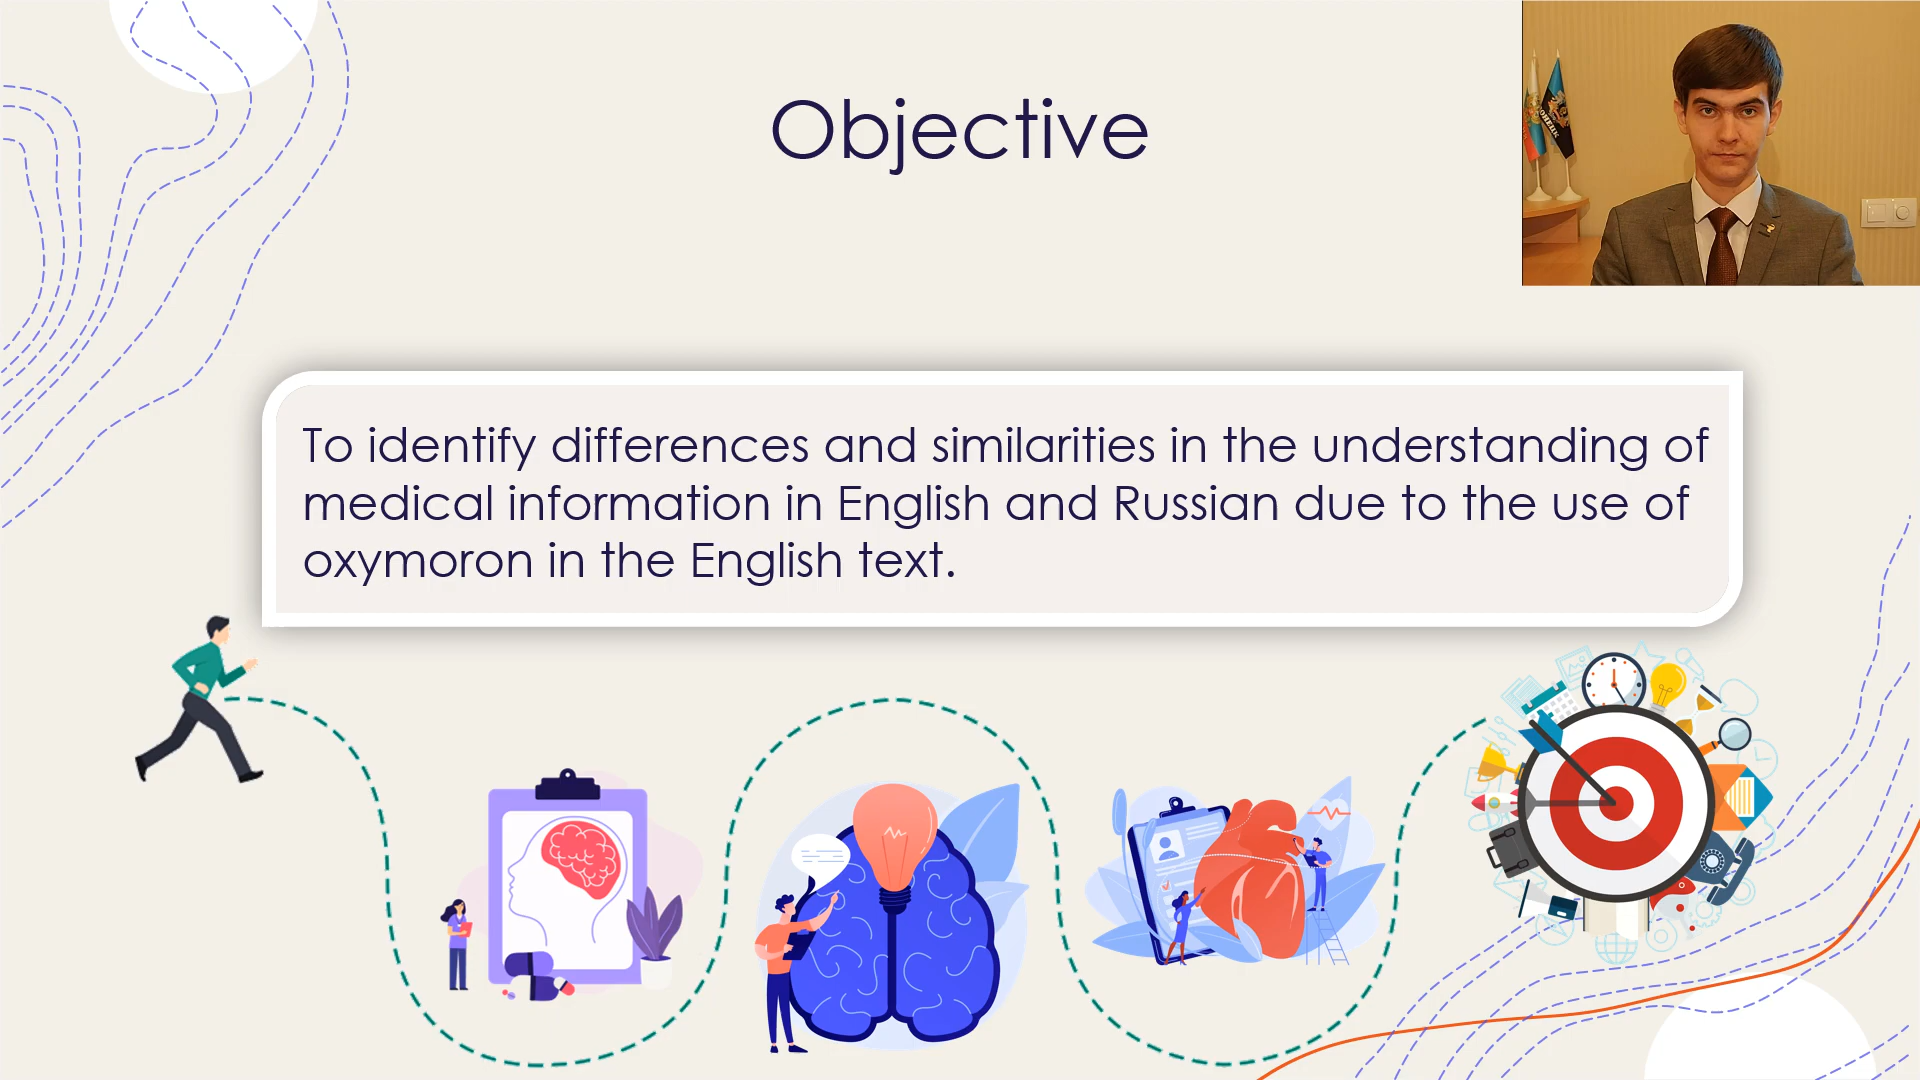 Objective
To identify differences and similarities in the understanding of
medical information in English and Russian due to the use of
oxymoron in the English text.